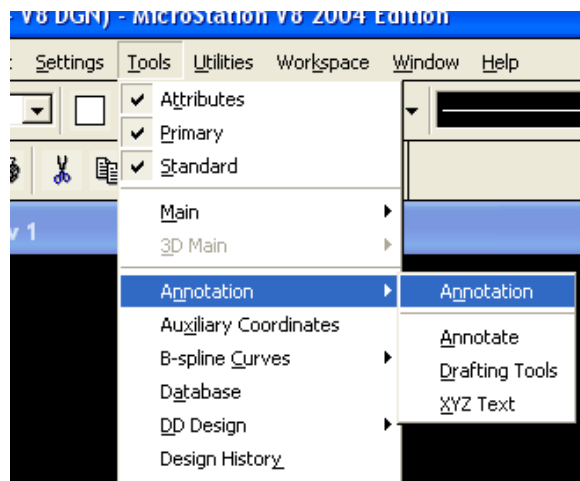 V8 DGN) - MicroStation V8 2004 Edition
Settings Tools Utilities Workspace Window Help
Attributes
Primary
Standard
Main
1
3D Main
Annotation Annotation
Auxiliary Coordinates Annotate
B-spline Curves Drafting Tools
Database XYZ Text
DD Design
Design History